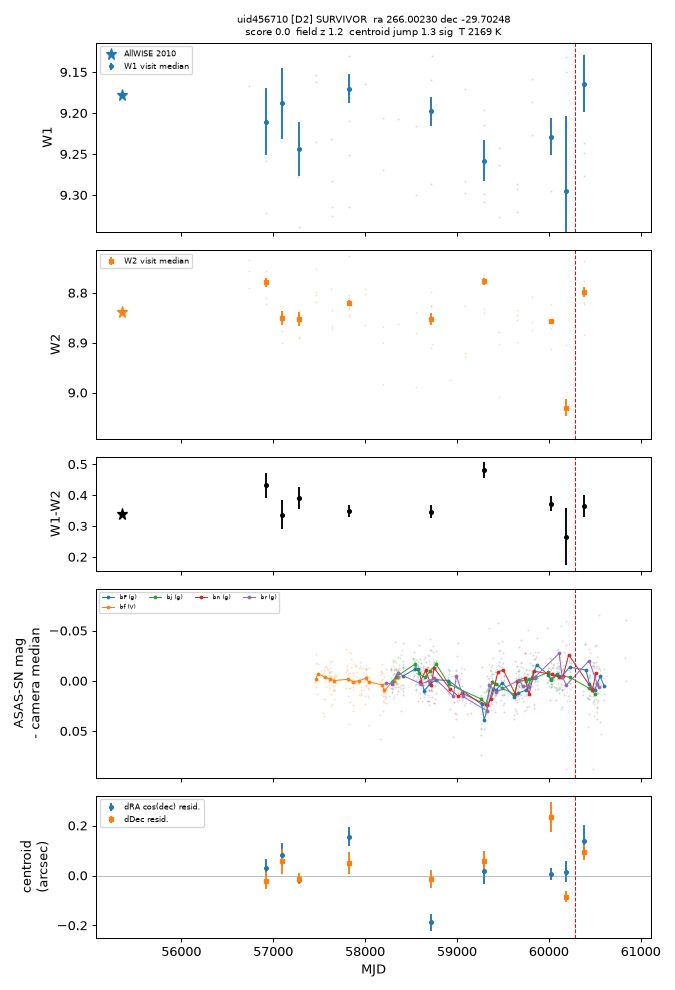 uid456710 [D2] SURVIVOR ra 266.00230 dec -29.70248
score 0.0 field z 1.2 centroid jump 1.3 sig T 2169 K
AllWISE 2010
W1 visit median
9.15
9.20
9.25
9.30
W1
W2 visit median
8.8
8.9
9.0
W2
0.5
0.4
0.3
0.2
W1-W2
bF (g)
bj (g)
bn (g)
br (g)
bf (V)
−0.05
0.00
0.05
ASAS-SN mag
- camera median
dRA cos(dec) resid.
dDec resid.
0.2
0.0
−0.2
centroid
(arcsec)
56000
57000
58000
59000
60000
61000
MJD